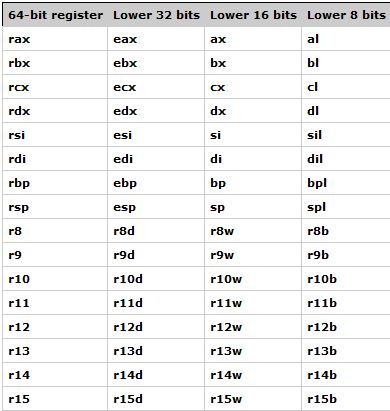 64-bit register Lower 32 bits Lower 16 bits Lower 8 bits
rax eax ax al
rbx ebx bx bl
rcx ecx cx cl
rdx edx dx dl
rsi esi si sil
rdi edi di dil
rbp ebp bp bpl
rsp esp sp spl
r8 r8d r8w r8b
r9 r9d r9w r9b
r10 r10d r10w r10b
r11 r11d r11w r11b
r12 r12d r12w r12b
r13 r13d r13w r13b
r14 r14d r14w r14b
r15 r15d r15w r15b